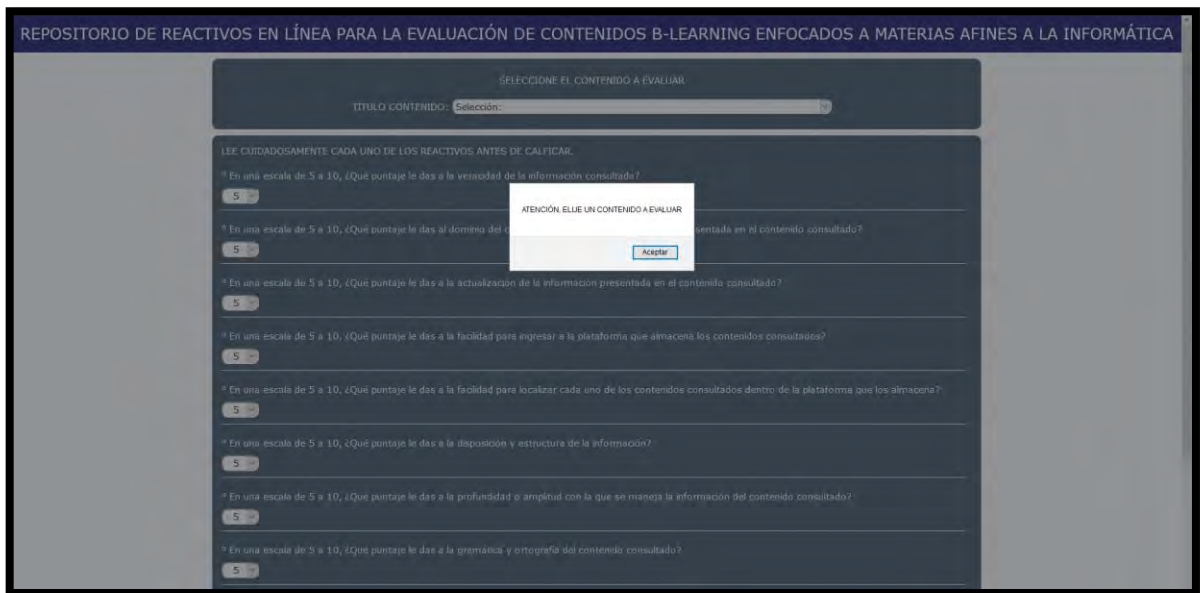 REPOSITORIO DE REACTIVOS EN LÍNEA PARA LA EVALUACIÓN DE CONTENIDOS B-LEARNING ENFOCADOS A MATERIAS AFINES A LA INFORMÁTICA
SELECCIONE EL CONTENIDO A EVALUAR
TITULO CONTENIDO: Selección:
LEE CUIDADOSAMENTE CADA UNO DE LOS REACTIVOS ANTES DE CALFICAR.
* En una escala de 5 a 10, ¿Qué puntaje le das a la veracidad de la información consultada?
5
ATENCIÓN, ELIJE UN CONTENIDO A EVALUAR
* En una escala de 5 a 10, ¿Qué puntaje le das al dominio del sentada en el contenido consultado?
5
Aceptar
* En una escala de 5 a 10, ¿Qué puntaje le das a la actualización de la información presentada en el contenido consultado?
5
* En una escala de 5 a 10, ¿Qué puntaje le das a la facilidad para ingresar a la plataforma que almacena los contenidos consultados?
5
* En una escala de 5 a 10, ¿Qué puntaje le das a la facilidad para localizar cada uno de los contenidos consultados dentro de la plataforma que los almacena?
5
* En una escala de 5 a 10, ¿Qué puntaje le das a la disposición y estructura de la información?
5
* En una escala de 5 a 10, ¿Qué puntaje le das a la profundidad o amplitud con la que se maneja la información del contenido consultado?
5
* En una escala de 5 a 10, ¿Qué puntaje le das a la gramática y ortografía del contenido consultado?
5